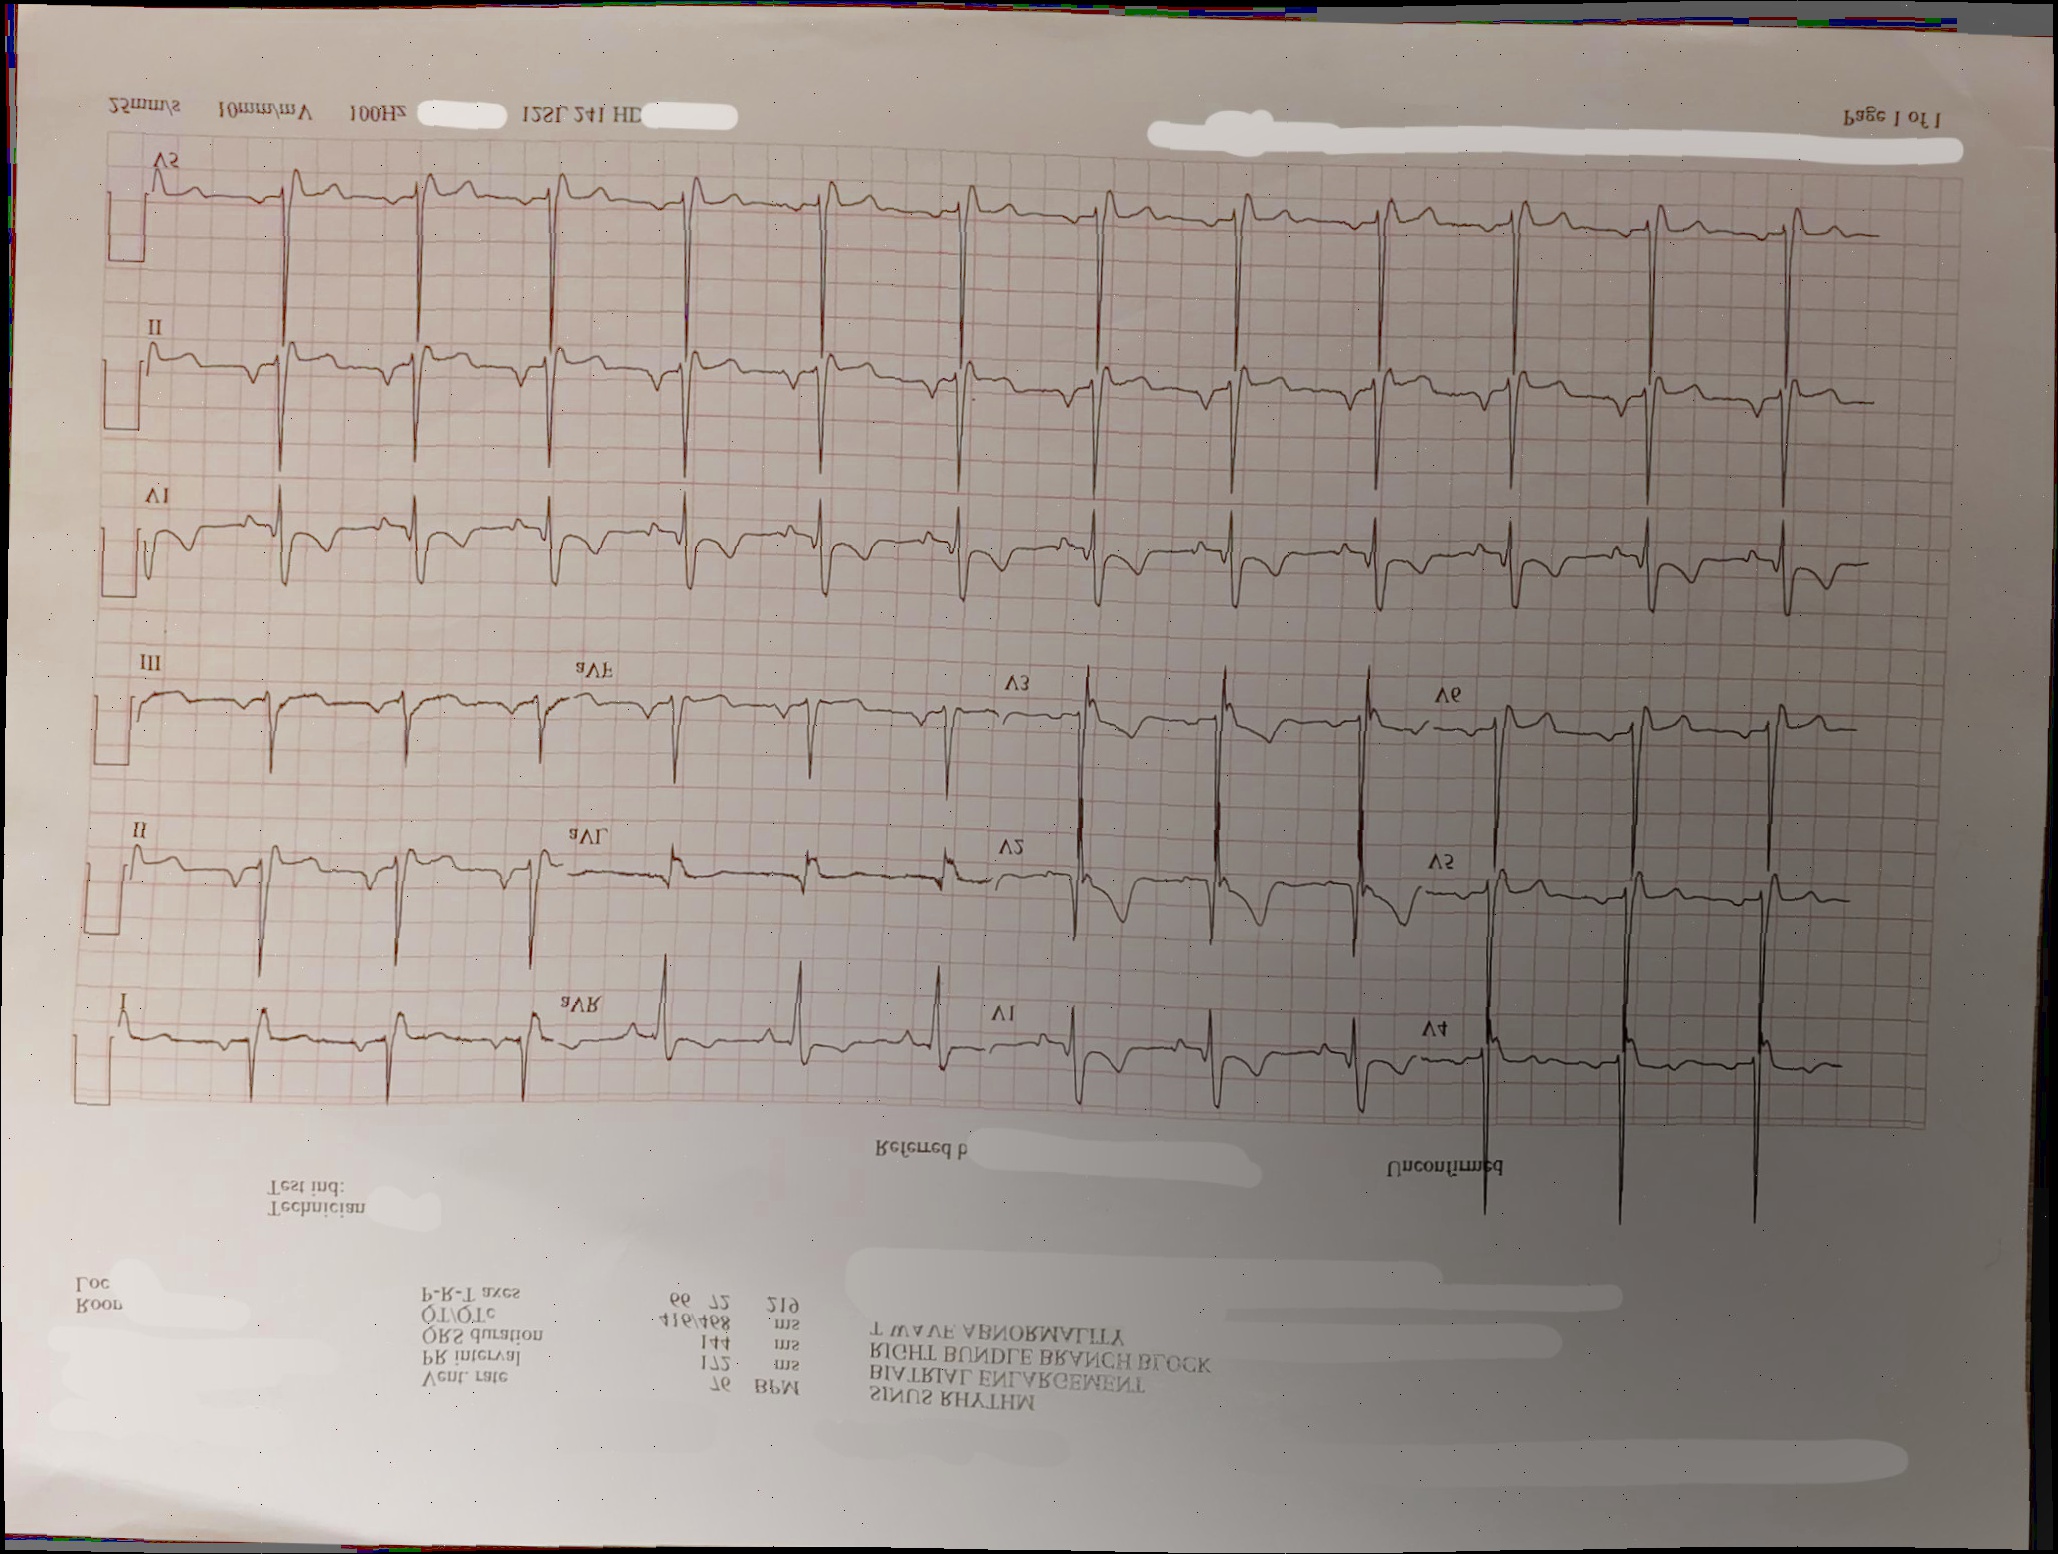 SINUS RHYTHM
BIATRIAL ENLARGEMENT
RIGHT BUNDLE BRANCH BLOCK
T WAVE ABNORMALITY
Vent. rate 76 BPM
PR interval 172 ms
QRS duration 144 ms
QT/QTc 416/468 ms
P-R-T axes 66 72 219
Loc
Technician
Test ind:
Referred b
Unconfirmed
I aVR V1 V4
II aVL V2 V5
III aVF V3 V6
V1
II
V5
25mm/s 10mm/mV 100Hz 12SL 241 HD
Page 1 of 1